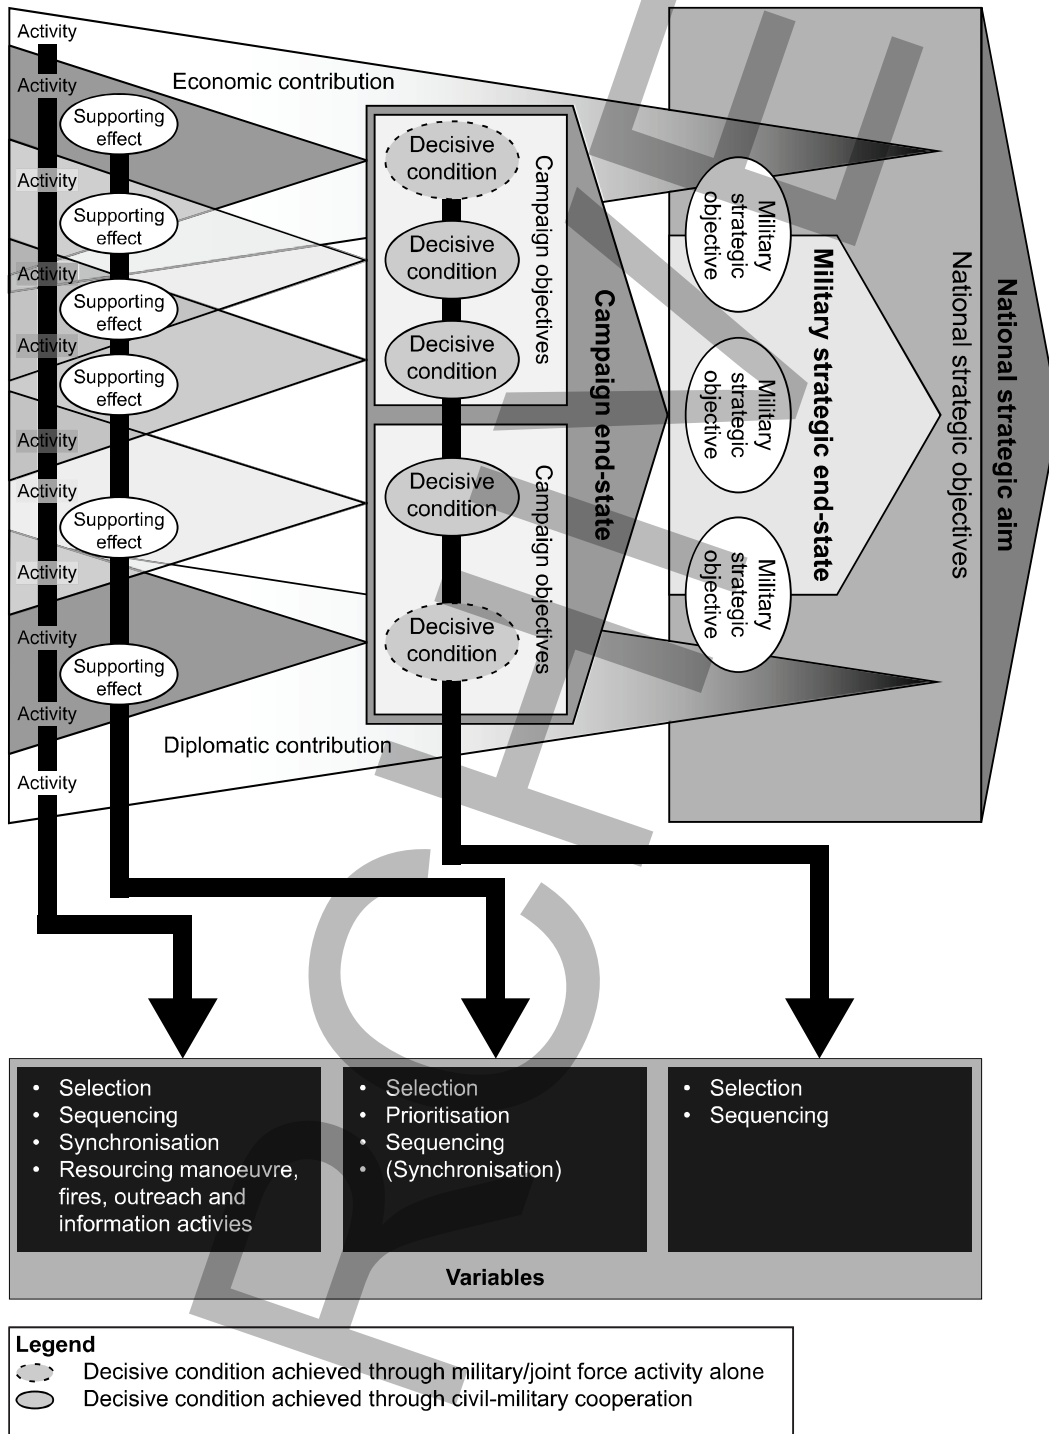 Activity
Activity
Economic contribution
Supporting
effect
Decisive
condition
Activity
Supporting
effect
Decisive
condition
Campaign objectives
Activity
Supporting
effect
Activity
Decisive
condition
Supporting
effect
Activity
Activity
Decisive
condition
Supporting
effect
Campaign objectives
Activity
Activity
Decisive
condition
Supporting
effect
Activity
Diplomatic contribution
Activity
Campaign end-state
Military
strategic
objective
Military
strategic
objective
Military
strategic
objective
Military strategic end-state
National strategic objectives
National strategic aim
• Selection
• Sequencing
• Synchronisation
• Resourcing manoeuvre,
fires, outreach and
information activies
• Selection
• Prioritisation
• Sequencing
• (Synchronisation)
• Selection
• Sequencing
Variables
Legend
Decisive condition achieved through military/joint force activity alone
Decisive condition achieved through civil-military cooperation
RCHIVE